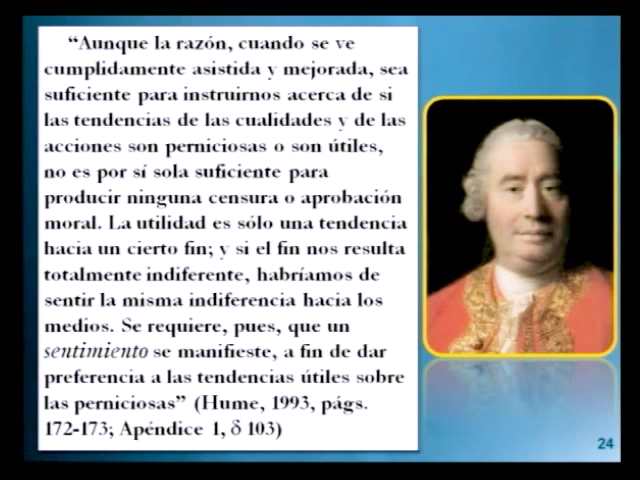 “Aunque la razón, cuando se ve
cumplidamente asistida y mejorada, sea
suficiente para instruirnos acerca de si
las tendencias de las cualidades y de las
acciones son perniciosas o son útiles,
no es por sí sola suficiente para
producir ninguna censura o aprobación
moral. La utilidad es sólo una tendencia
hacia un cierto fin; y si el fin nos resulta
totalmente indiferente, habríamos de
sentir la misma indiferencia hacia los
medios. Se requiere, pues, que un
sentimiento se manifieste, a fin de dar
preferencia a las tendencias útiles sobre
las perniciosas” (Hume, 1993, págs.
172-173; Apéndice 1, δ 103)
24